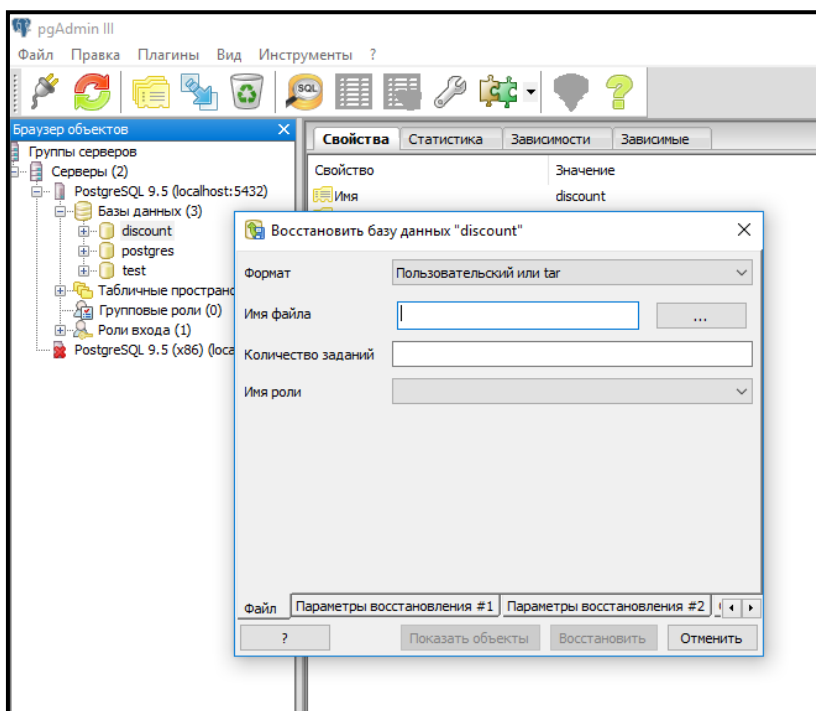 pgAdmin III
Файл Правка Плагины Вид Инструменты ?
SQL
Браузер объектов
Группы серверов
Серверы (2)
PostgreSQL 9.5 (localhost:5432)
Базы данных (3)
discount
postgres
test
Табличные простран
Групповые роли (0)
Роли входа (1)
PostgreSQL 9.5 (x86) (loca
Свойства Статистика Зависимости Зависимые
Свойство Значение
Имя discount
Восстановить базу данных "discount"
Формат Пользовательский или tar
Имя файла ...
Количество заданий
Имя роли
Файл Параметры восстановления #1 Параметры восстановления #2
? Показать объекты Восстановить Отменить